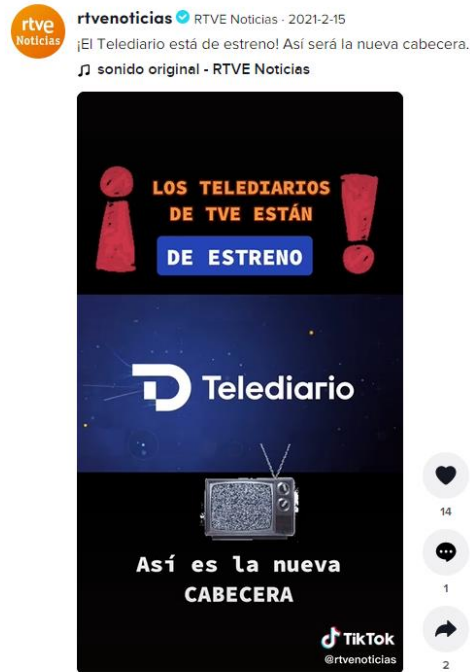 rtve
Noticias
rtvenoticias RTVE Noticias · 2021-2-15
¡El Telediario está de estreno! Así será la nueva cabecera.
♫ sonido original - RTVE Noticias
¡ LOS TELEDIARIOS !
DE TVE ESTÁN
DE ESTRENO
TD Telediario
Así es la nueva
CABECERA
14
1
TikTok
@rtvenoticias
2